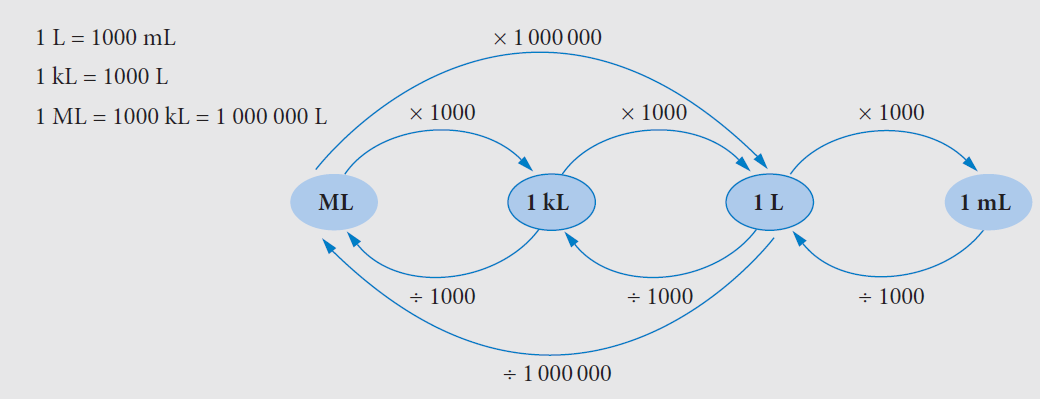 1 L = 1000 mL
1 kL = 1000 L
1 ML = 1000 kL = 1 000 000 L
× 1 000 000
× 1000
× 1000
× 1000
ML
1 kL
1 L
1 mL
÷ 1000
÷ 1000
÷ 1000
÷ 1 000 000